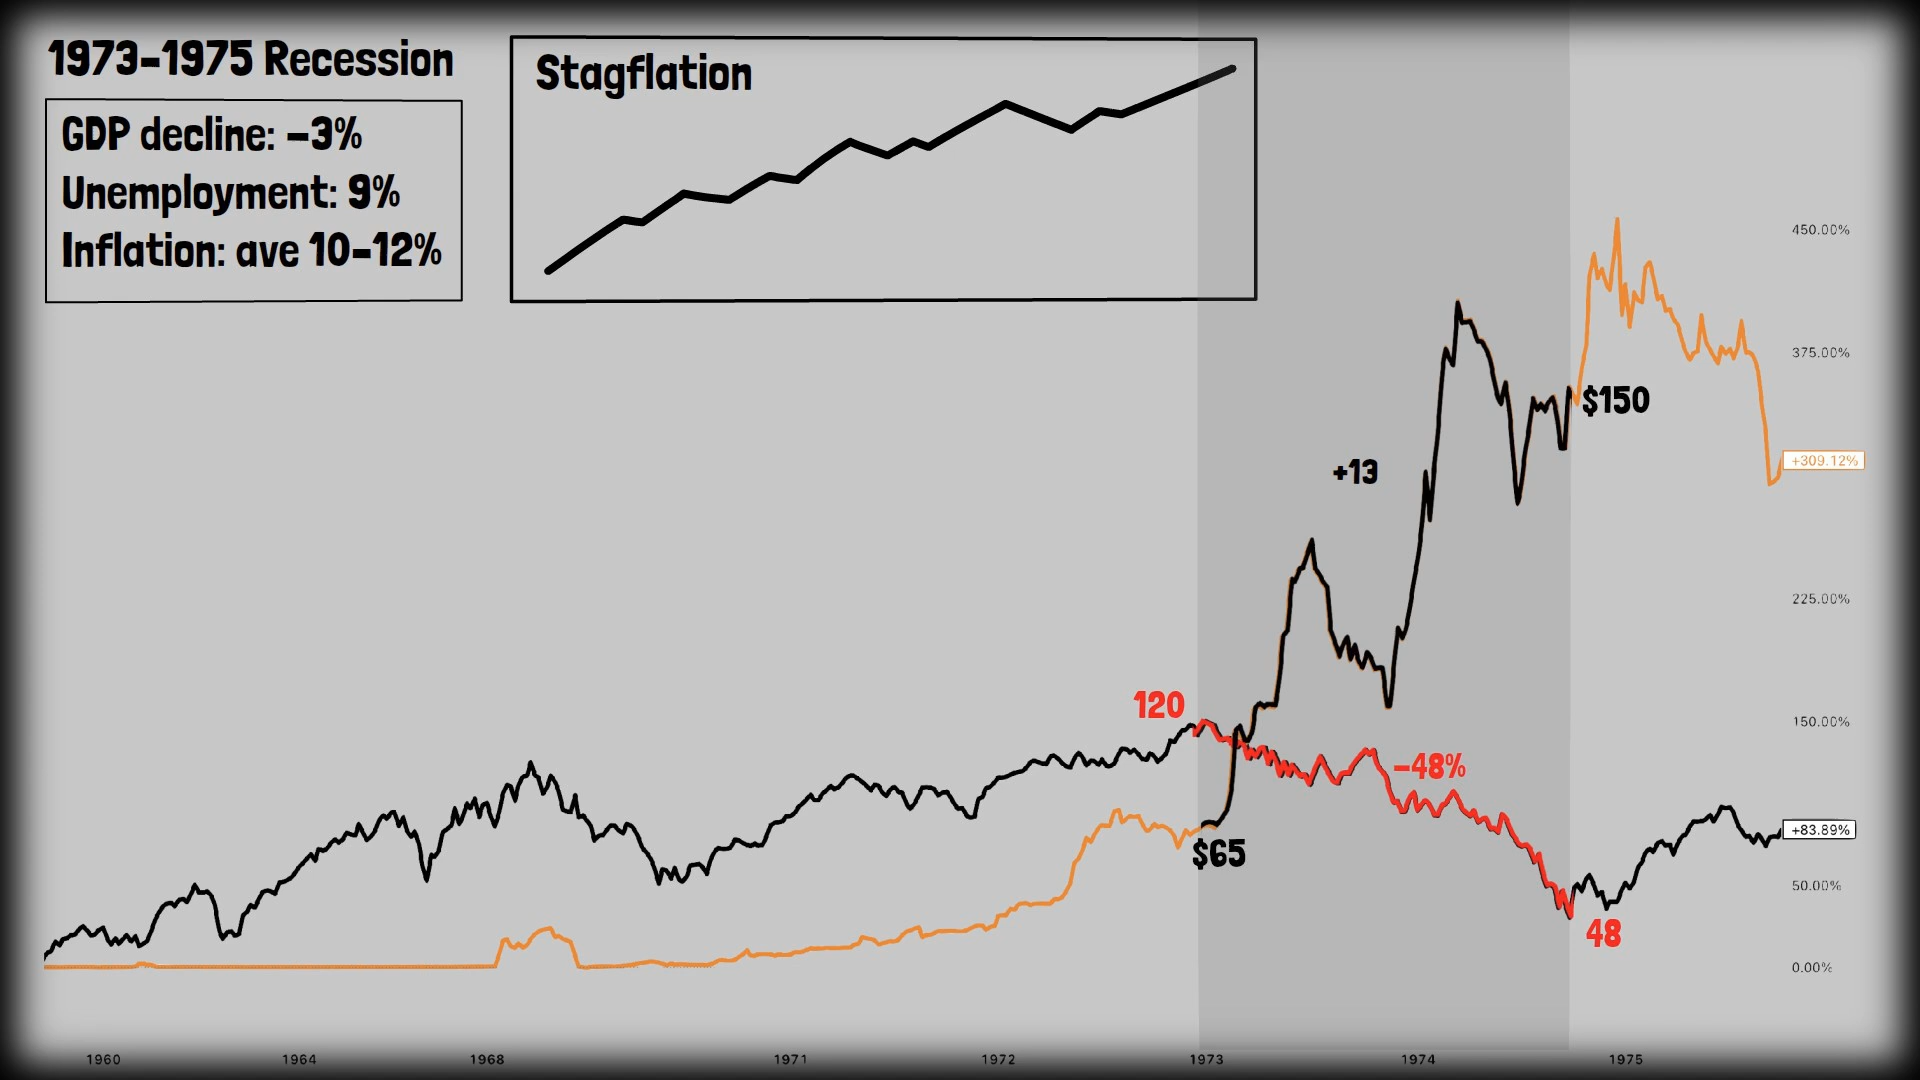 1973-1975 Recession
GDP decline: -3%
Unemployment: 9%
Inflation: ave 10-12%
Stagflation
450.00%
375.00%
$150
+309.12%
+13
225.00%
120
150.00%
-48%
+83.89%
$65
50.00%
48
0.00%
1960 1964 1968 1971 1972 1973 1974 1975